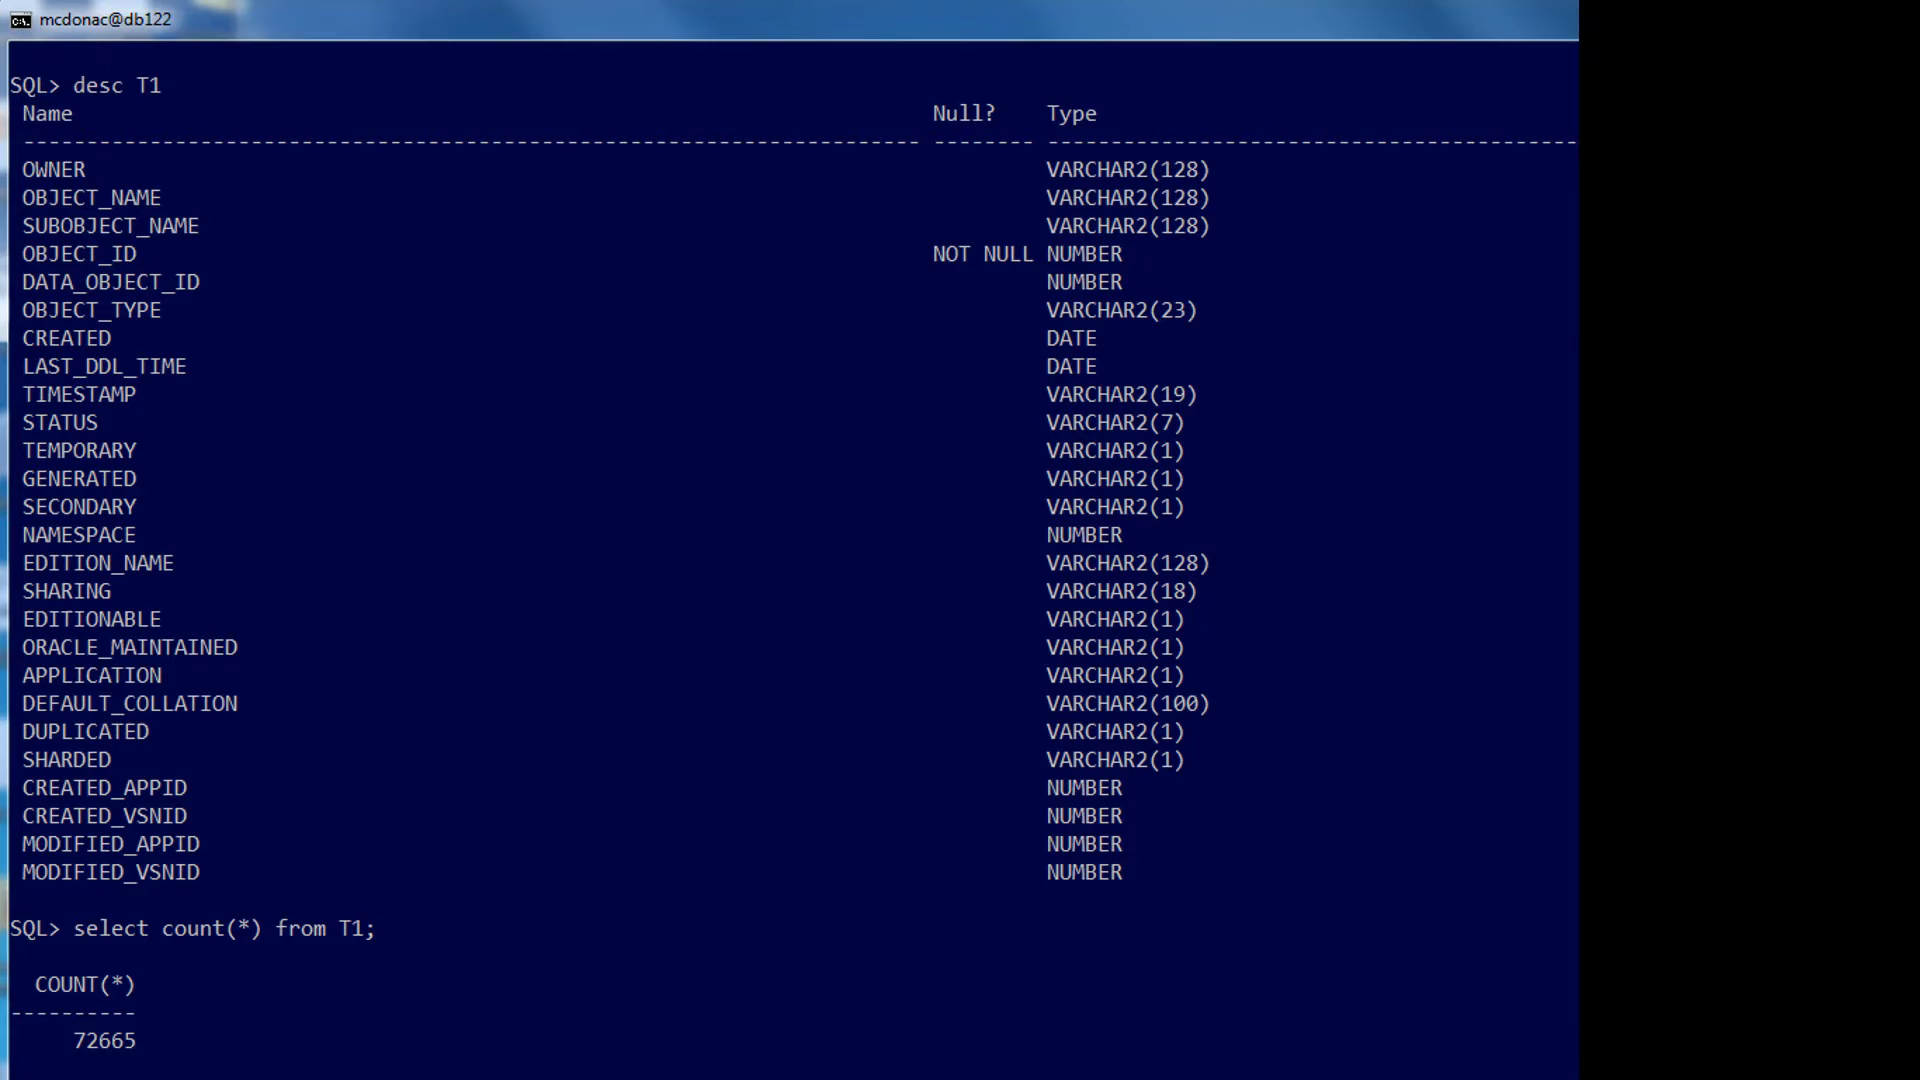 mcdonac@db122
SQL> desc T1
Name Null? Type
OWNER VARCHAR2(128)
OBJECT_NAME VARCHAR2(128)
SUBOBJECT_NAME VARCHAR2(128)
OBJECT_ID NOT NULL NUMBER
DATA_OBJECT_ID NUMBER
OBJECT_TYPE VARCHAR2(23)
CREATED DATE
LAST_DDL_TIME DATE
TIMESTAMP VARCHAR2(19)
STATUS VARCHAR2(7)
TEMPORARY VARCHAR2(1)
GENERATED VARCHAR2(1)
SECONDARY VARCHAR2(1)
NAMESPACE NUMBER
EDITION_NAME VARCHAR2(128)
SHARING VARCHAR2(18)
EDITIONABLE VARCHAR2(1)
ORACLE_MAINTAINED VARCHAR2(1)
APPLICATION VARCHAR2(1)
DEFAULT_COLLATION VARCHAR2(100)
DUPLICATED VARCHAR2(1)
SHARDED VARCHAR2(1)
CREATED_APPID NUMBER
CREATED_VSNID NUMBER
MODIFIED_APPID NUMBER
MODIFIED_VSNID NUMBER
SQL> select count(*) from T1;
COUNT(*)
----------
72665